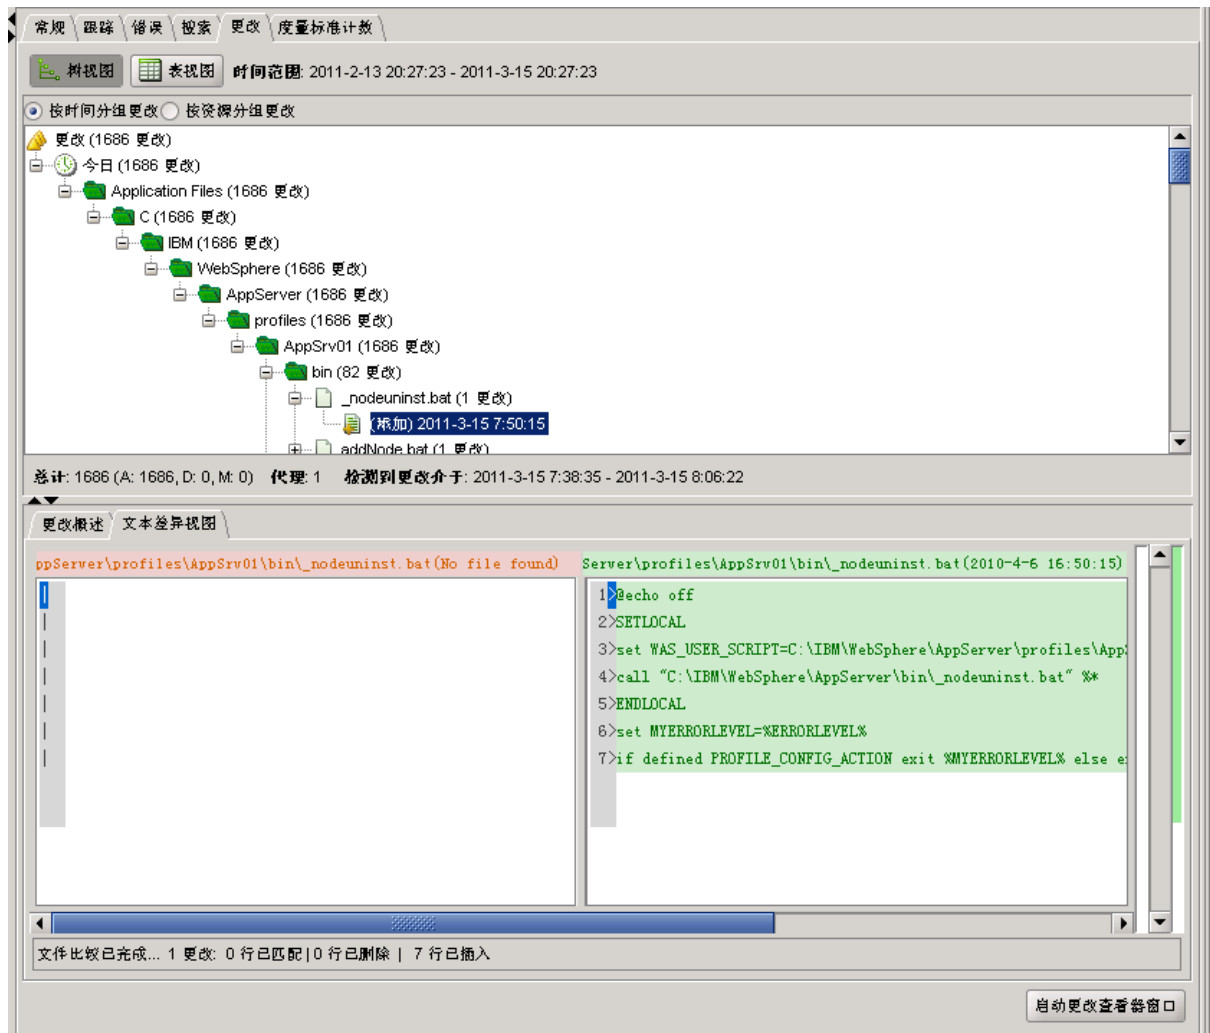 常规 跟踪 错误 搜索 更改 度量标准计数
树视图 表视图 时间范围: 2011-2-13 20:27:23 - 2011-3-15 20:27:23
按时间分组更改 按资源分组更改
更改 (1686 更改)
今日 (1686 更改)
Application Files (1686 更改)
C (1686 更改)
IBM (1686 更改)
WebSphere (1686 更改)
AppServer (1686 更改)
profiles (1686 更改)
AppSrv01 (1686 更改)
bin (82 更改)
_nodeuninst.bat (1 更改)
(添加) 2011-3-15 7:50:15
addNode.bat (1 更改)
总计: 1686 (A: 1686, D: 0, M: 0) 代理: 1 检测到更改介于: 2011-3-15 7:38:35 - 2011-3-15 8:06:22
更改概述 文本差异视图
ppServer\profiles\AppSrv01\bin\_nodeuninst.bat(No file found) Server\profiles\AppSrv01\bin\_nodeuninst.bat(2010-4-6 16:50:15)
1>@echo off
2>SETLOCAL
3>set WAS_USER_SCRIPT=C:\IBM\WebSphere\AppServer\profiles\App
4>call "C:\IBM\WebSphere\AppServer\bin\_nodeuninst.bat" %*
5>ENDLOCAL
6>set MYERRORLEVEL=%ERRORLEVEL%
7>if defined PROFILE_CONFIG_ACTION exit %MYERRORLEVEL% else e
文件比较已完成... 1 更改: 0 行已匹配|0 行已删除 | 7 行已插入
启动更改查看器窗口